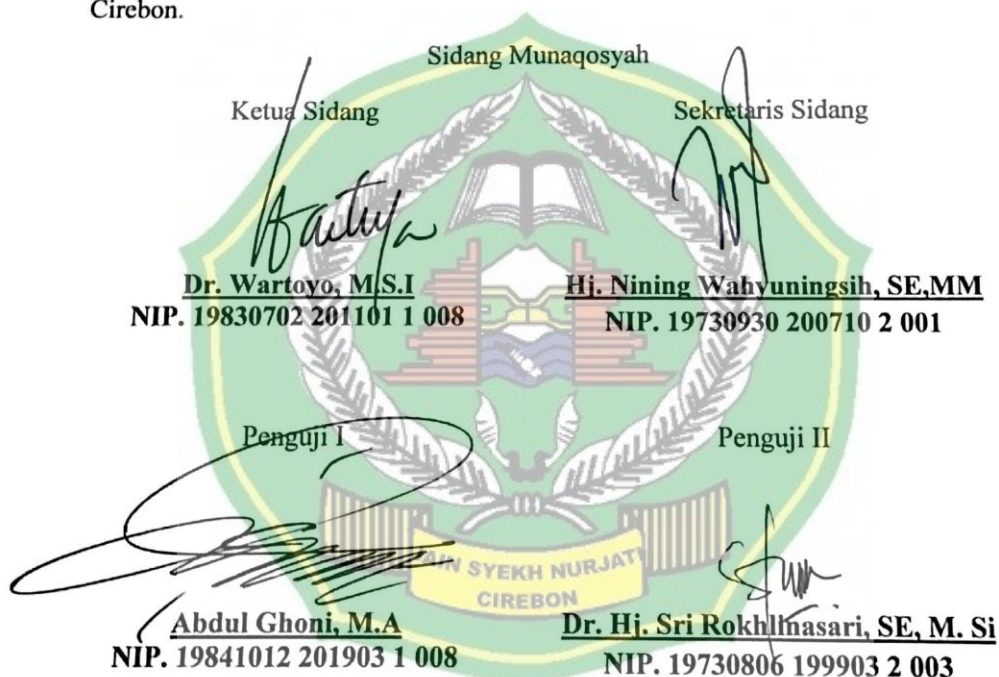 Cirebon.
Sidang Munaqosyah
Ketua Sidang
Sekretaris Sidang
Dr. Wartoyo, M.S.I
NIP. 19830702 201101 1 008
Hj. Nining Wahyuningsih, SE,MM
NIP. 19730930 200710 2 001
Penguji I
Penguji II
Abdul Ghoni, M.A
NIP. 19841012 201903 1 008
Dr. Hj. Sri Rokhlinasari, SE, M. Si
NIP. 19730806 199903 2 003
IAIN SYEKH NURJATI
CIREBON